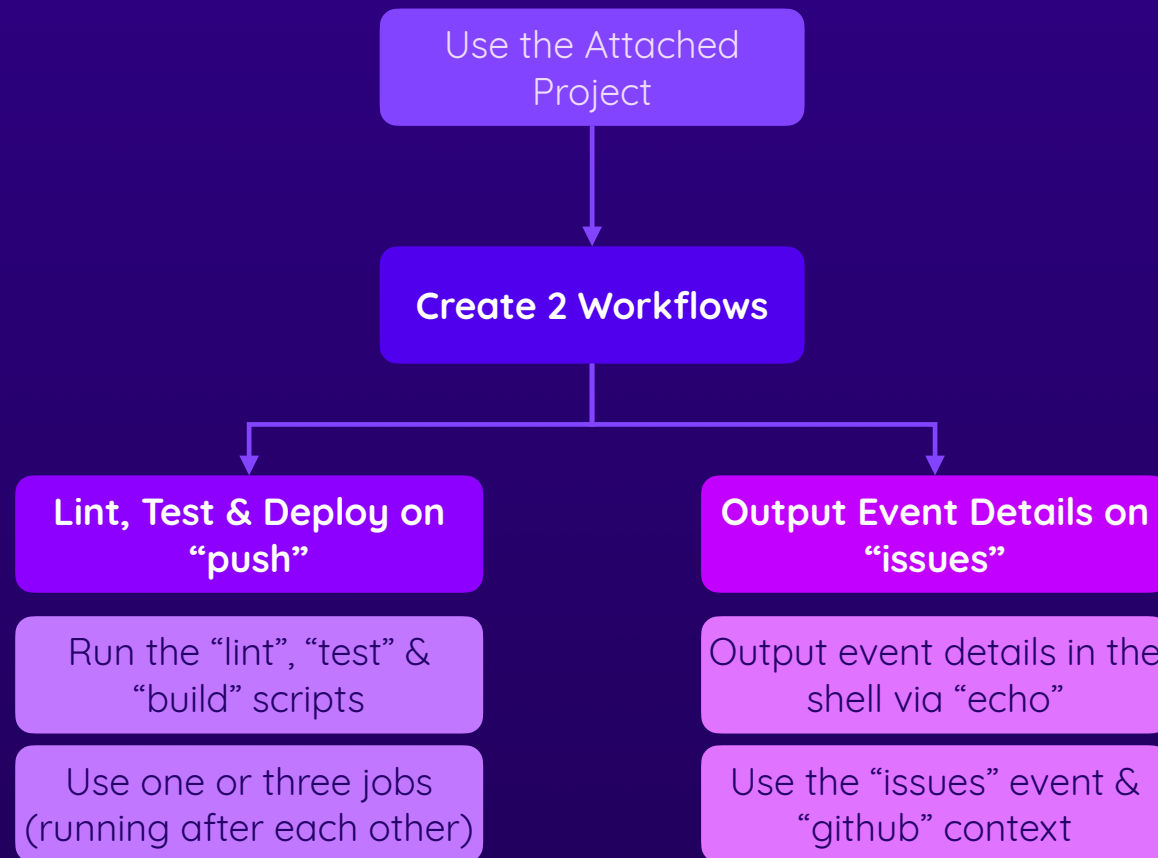 Use the Attached
Project
Create 2 Workflows
Lint, Test & Deploy on
“push”
Run the “lint”, “test” &
“build” scripts
Use one or three jobs
(running after each other)
Output Event Details on
“issues”
Output event details in the
shell via “echo”
Use the “issues” event &
“github” context